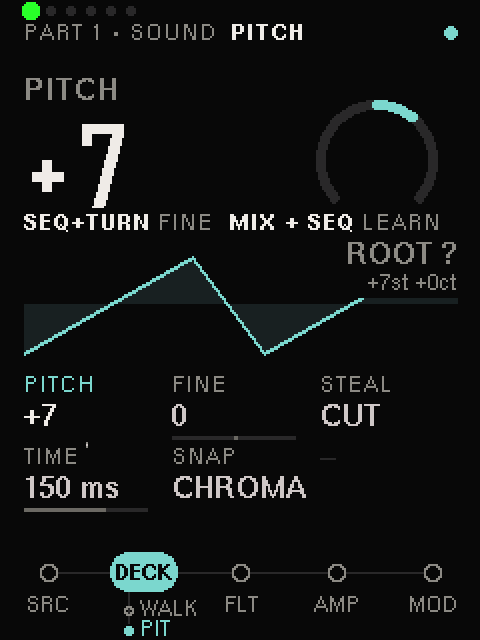 PART 1 · SOUND PITCH
PITCH
+7
SEQ+TURN FINE MIX + SEQ LEARN
ROOT ?
+7st +0ct
PITCH FINE STEAL
+7 0 CUT
TIME ' SNAP —
150 ms CHROMA
DECK
SRC WALK FLT AMP MOD
PIT